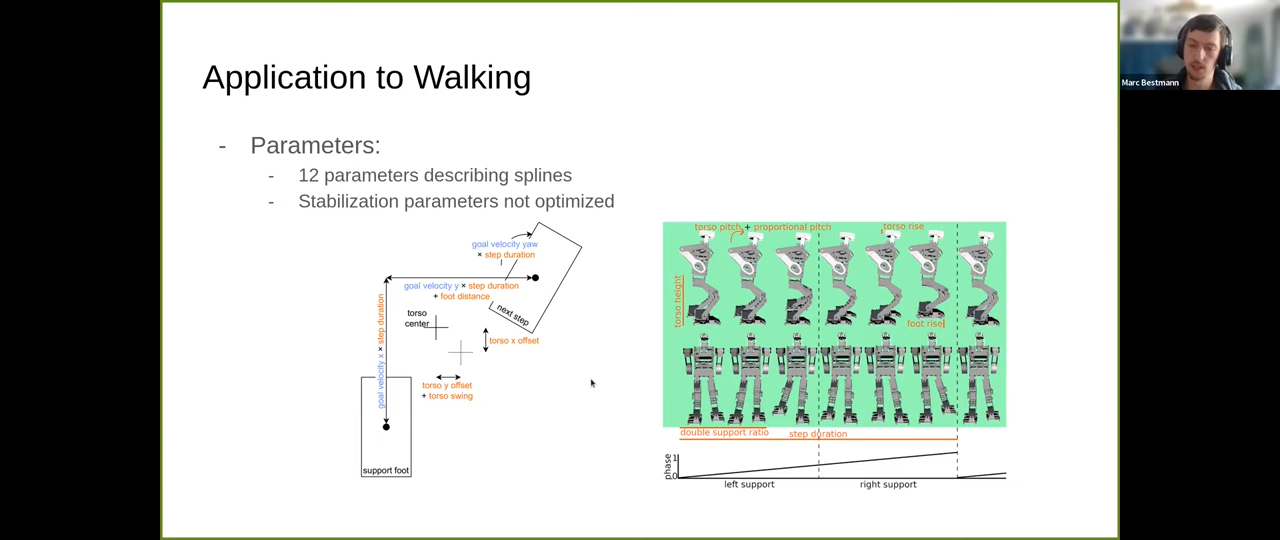 Application to Walking
Marc Bestmann
- Parameters:
- 12 parameters describing splines
- Stabilization parameters not optimized
goal velocity yaw
× step duration
goal velocity y × step duration
+ foot distance
next step
torso
center
torso x offset
goal velocity x × step duration
torso y offset
+ torso swing
support foot
torso pitch + proportional pitch
torso rise
torso height
foot rise
double support ratio
step duration
phase
1
0
left support
right support